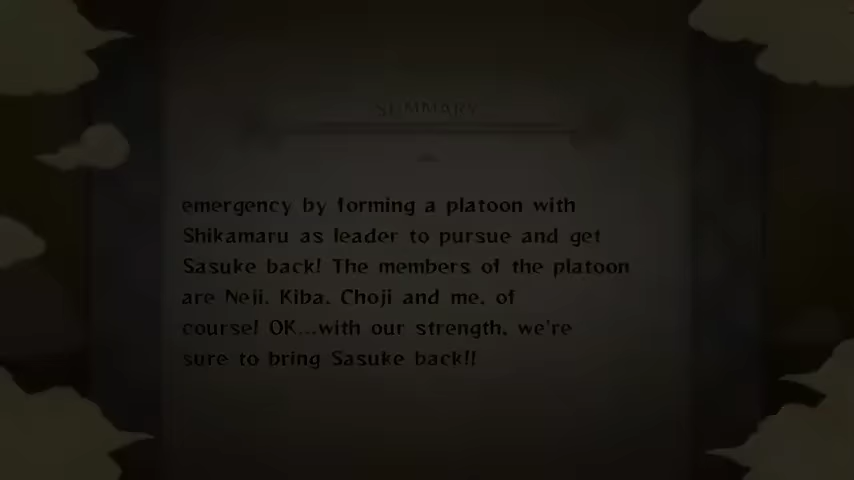 SUMMARY
emergency by forming a platoon with
Shikamaru as leader to pursue and get
Sasuke back! The members of the platoon
are Neji, Kiba, Choji and me, of
course! OK...with our strength, we're
sure to bring Sasuke back!!